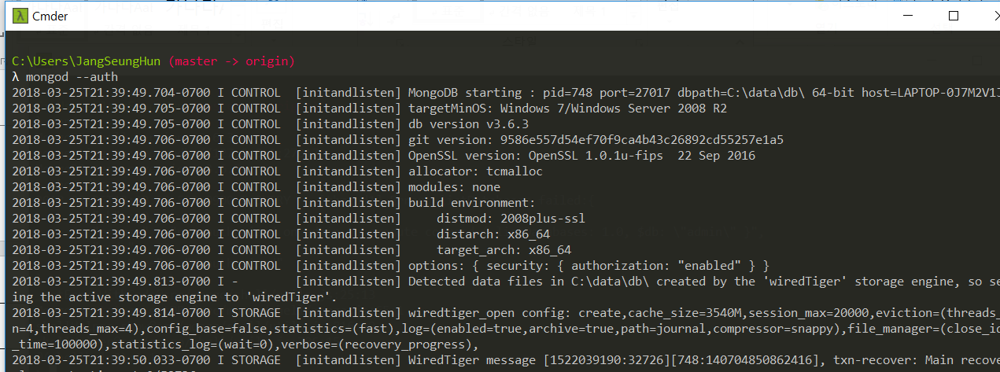 Cmder
C:\Users\JangSeungHun (master -> origin)
λ mongod --auth
2018-03-25T21:39:49.704-0700 I CONTROL  [initandlisten] MongoDB starting : pid=748 port=27017 dbpath=C:\data\db\ 64-bit host=LAPTOP-0J7M2V1J
2018-03-25T21:39:49.705-0700 I CONTROL  [initandlisten] targetMinOS: Windows 7/Windows Server 2008 R2
2018-03-25T21:39:49.705-0700 I CONTROL  [initandlisten] db version v3.6.3
2018-03-25T21:39:49.706-0700 I CONTROL  [initandlisten] git version: 9586e557d54ef70f9ca4b43c26892cd55257e1a5
2018-03-25T21:39:49.706-0700 I CONTROL  [initandlisten] OpenSSL version: OpenSSL 1.0.1u-fips  22 Sep 2016
2018-03-25T21:39:49.706-0700 I CONTROL  [initandlisten] allocator: tcmalloc
2018-03-25T21:39:49.706-0700 I CONTROL  [initandlisten] modules: none
2018-03-25T21:39:49.706-0700 I CONTROL  [initandlisten] build environment:
2018-03-25T21:39:49.706-0700 I CONTROL  [initandlisten]     distmod: 2008plus-ssl
2018-03-25T21:39:49.706-0700 I CONTROL  [initandlisten]     distarch: x86_64
2018-03-25T21:39:49.706-0700 I CONTROL  [initandlisten]     target_arch: x86_64
2018-03-25T21:39:49.706-0700 I CONTROL  [initandlisten] options: { security: { authorization: "enabled" } }
2018-03-25T21:39:49.813-0700 I -        [initandlisten] Detected data files in C:\data\db\ created by the 'wiredTiger' storage engine, so se
ing the active storage engine to 'wiredTiger'.
2018-03-25T21:39:49.814-0700 I STORAGE  [initandlisten] wiredtiger_open config: create,cache_size=3540M,session_max=20000,eviction=(threads_
n=4,threads_max=4),config_base=false,statistics=(fast),log=(enabled=true,archive=true,path=journal,compressor=snappy),file_manager=(close_id
_time=100000),statistics_log=(wait=0),verbose=(recovery_progress),
2018-03-25T21:39:50.033-0700 I STORAGE  [initandlisten] WiredTiger message [1522039190:32726][748:140704850862416], txn-recover: Main recove